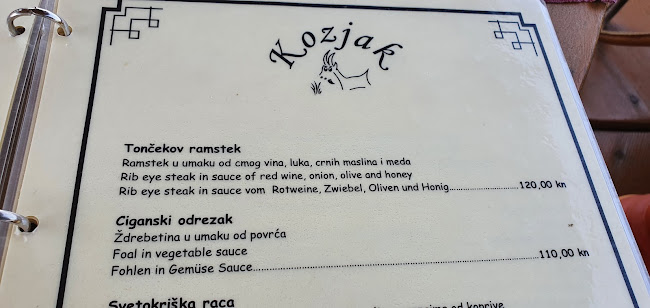 Kozjak
Tončekov ramstek
Ramstek u umaku od crnog vina, luka, crnih maslina i meda
Rib eye steak in sauce of red wine, onion, olive and honey
Rib eye steak in sauce vom Rotweine, Zwiebel, Oliven und Honig 120,00 kn
Ciganski odrezak
Ždrebetina u umaku od povrća
Foal in vegetable sauce
Fohlen in Gemüse Sauce 110,00 kn
Svetokriška raca
od koprive